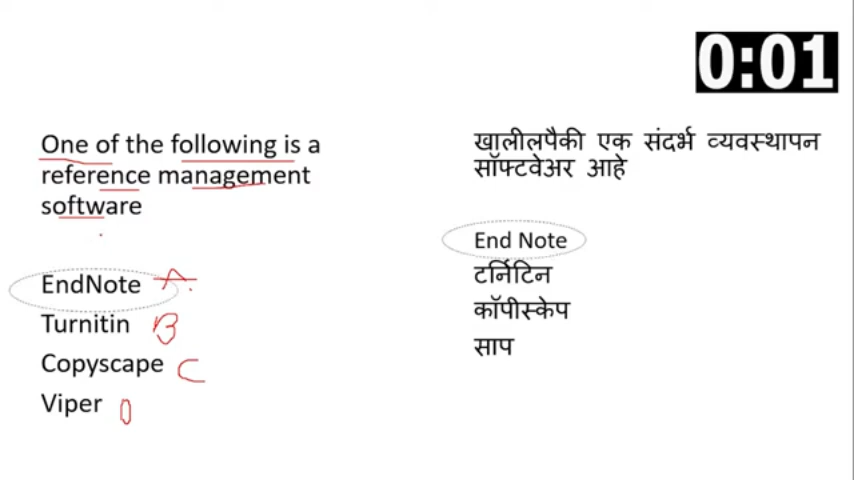 0:01
One of the following is a
reference management
software
EndNote A.
Turnitin B
Copyscape C
Viper D
खालीलपैकी एक संदर्भ व्यवस्थापन
सॉफ्टवेअर आहे
End Note
टर्निटिन
कॉपीस्केप
साप